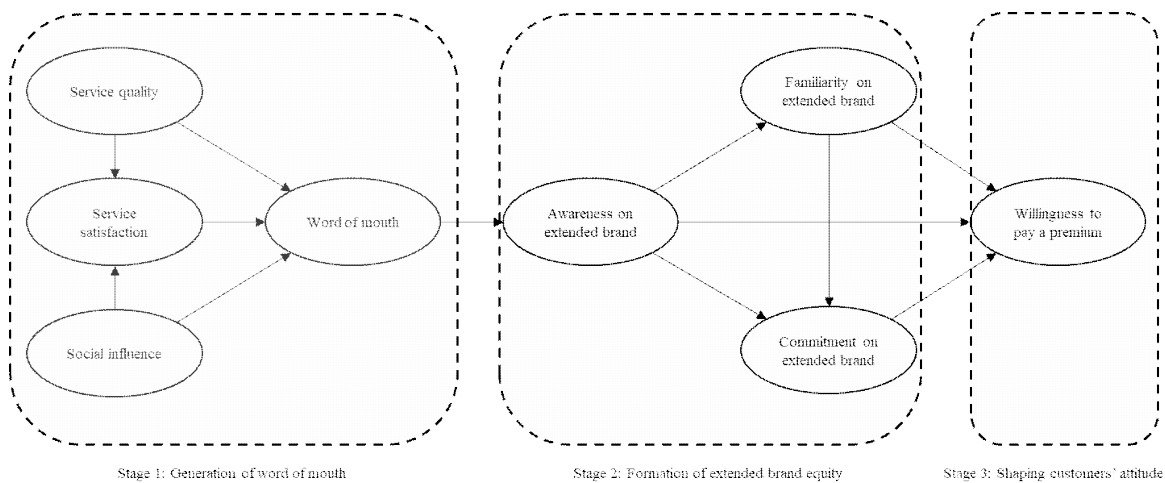 Service quality
Service
satisfaction
Social influence
Word of mouth
Awareness on
extended brand
Familiarity on
extended brand
Commitment on
extended brand
Willingness to
pay a premium
Stage 1: Generation of word of mouth
Stage 2: Formation of extended brand equity
Stage 3: Shaping customers' attitude